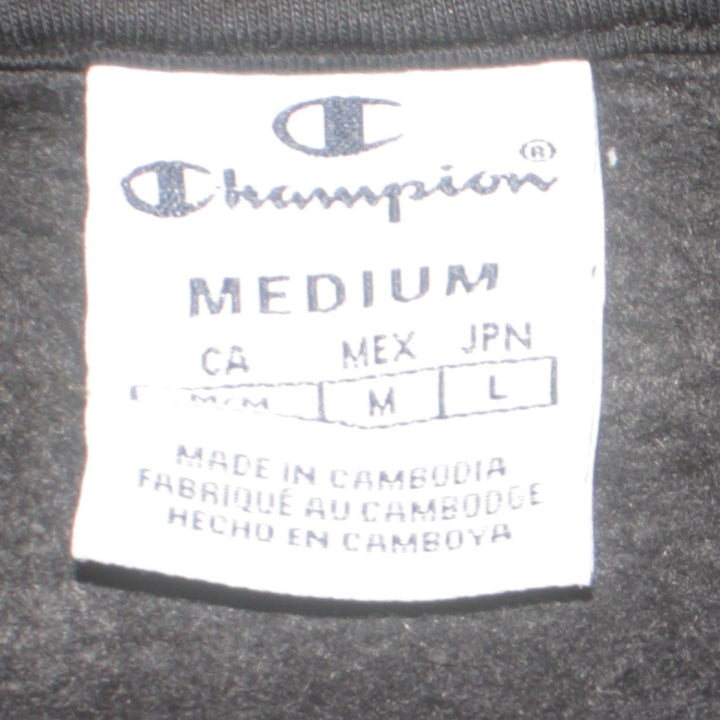 Champion®
MEDIUM
CA MEX JPN
M/M M L
MADE IN CAMBODIA
FABRIQUÉ AU CAMBODGE
HECHO EN CAMBOYA